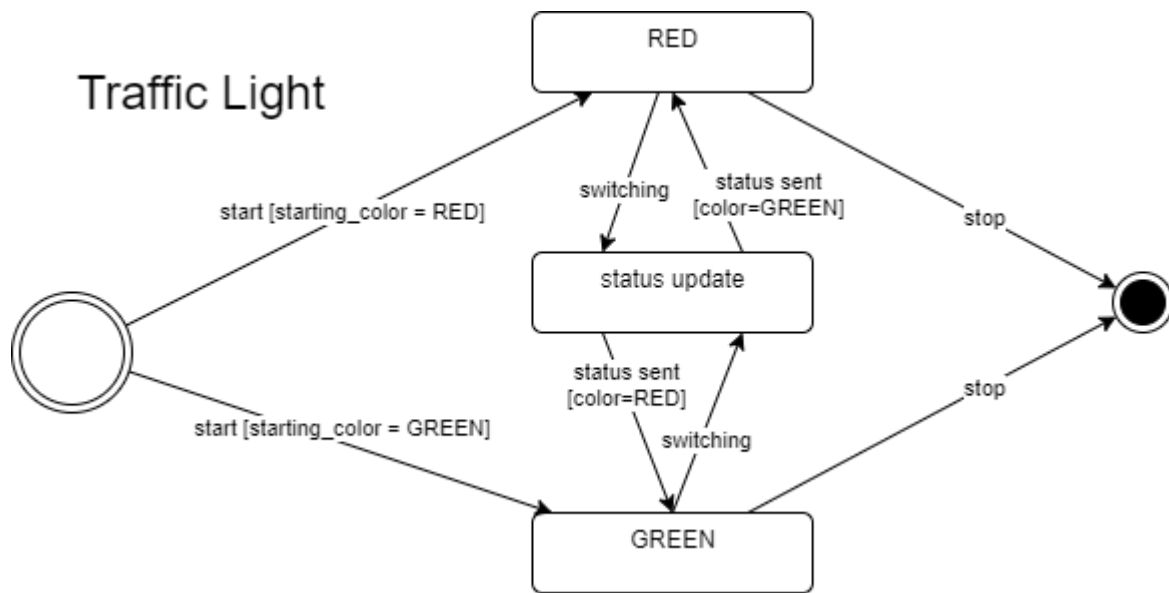 RED
Traffic Light
switching
status sent
[color=GREEN]
start [starting_color = RED]
stop
status update
status sent
[color=RED]
stop
start [starting_color = GREEN]
switching
GREEN